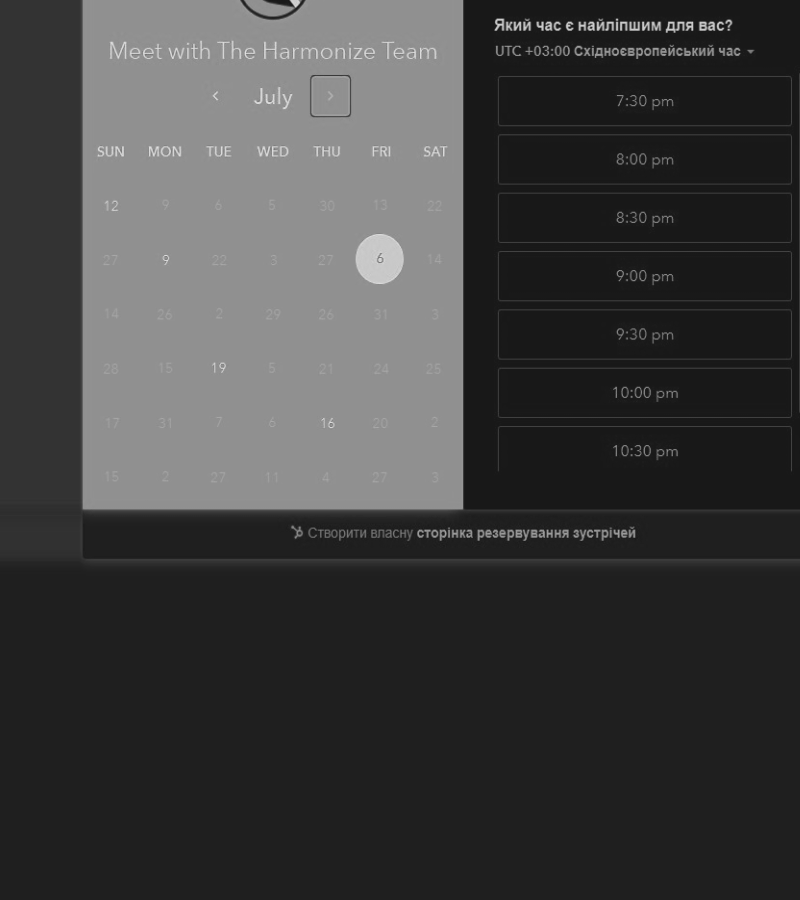 Meet with The Harmonize Team
July
SUN MON TUE WED THU FRI SAT
12 9 6 5 30 13 22
27 9 22 3 27 6 14
14 26 2 29 26 31 3
28 15 19 5 21 24 25
17 31 7 6 16 20 2
15 2 27 11 4 27 3
Який час є найліпшим для вас?
UTC +03:00 Східноєвропейський час
7:30 pm
8:00 pm
8:30 pm
9:00 pm
9:30 pm
10:00 pm
10:30 pm
Створити власну сторінка резервування зустрічей